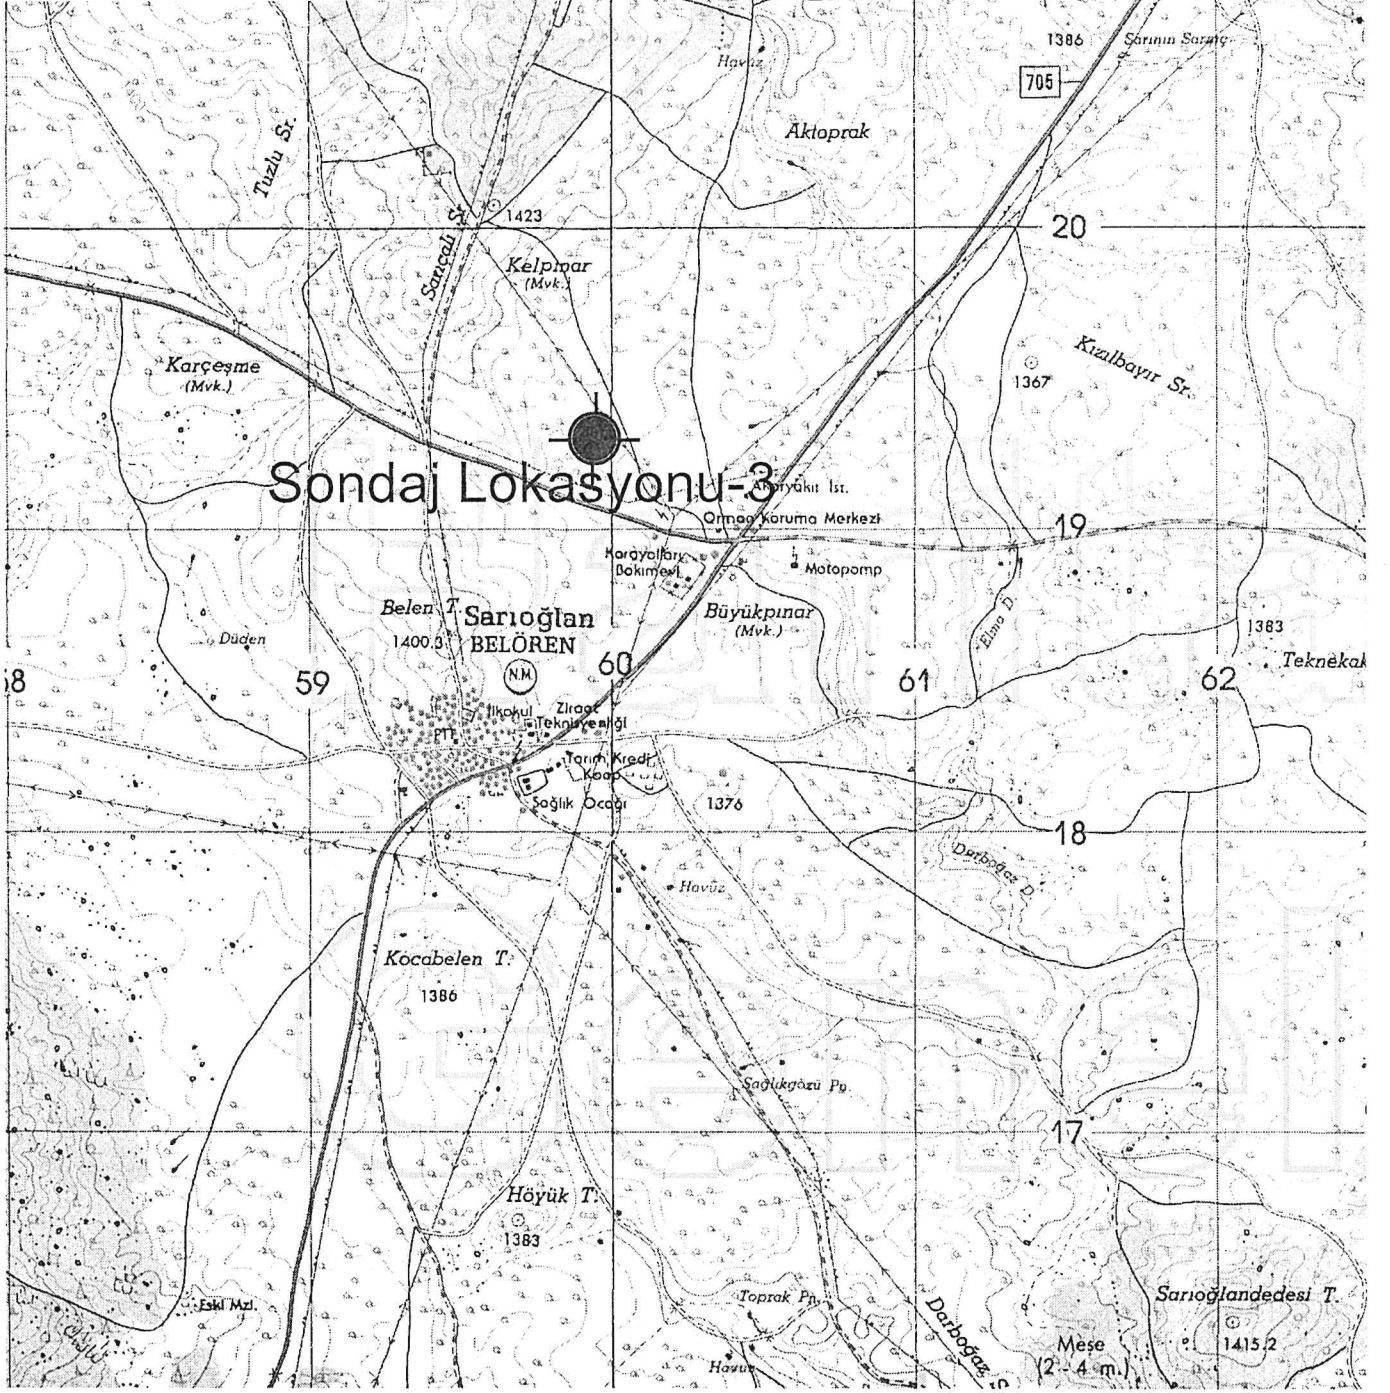 1386
Sarının Sarnıç
Havuz
705
Aktoprak
Tuzlu Sr.
1423
Sarıçalı Sr.
20
Kelpınar
(Mvk.)
Karçeşme
(Mvk.)
Kızılbayır Sr.
1367
Sondaj Lokasyonu-3
Akaryakıt İst.
Orman Koruma Merkezi
19
Karayolları
Bakımevi
Motopomp
Belen T.
1400.3
Sarıoğlan
BELÖREN
N.M.
Büyükpınar
(Mvk.)
Elma D.
1383
Düden
Teknekal
59
60
61
62
İlkokul
Ziraat
Teknisyenliği
PTT
Tarım Kredi
Koop
Sağlık Ocağı
1376
18
Darboğaz D.
Havuz
Kocabelen T.
1386
Sağlıkgözü Pn.
17
Höyük T.
1383
Eski Mzl.
Toprak Pn.
Havuz
Darboğaz
Sarıoğlandedesi T.
1415.2
Meşe
(2 - 4 m.)